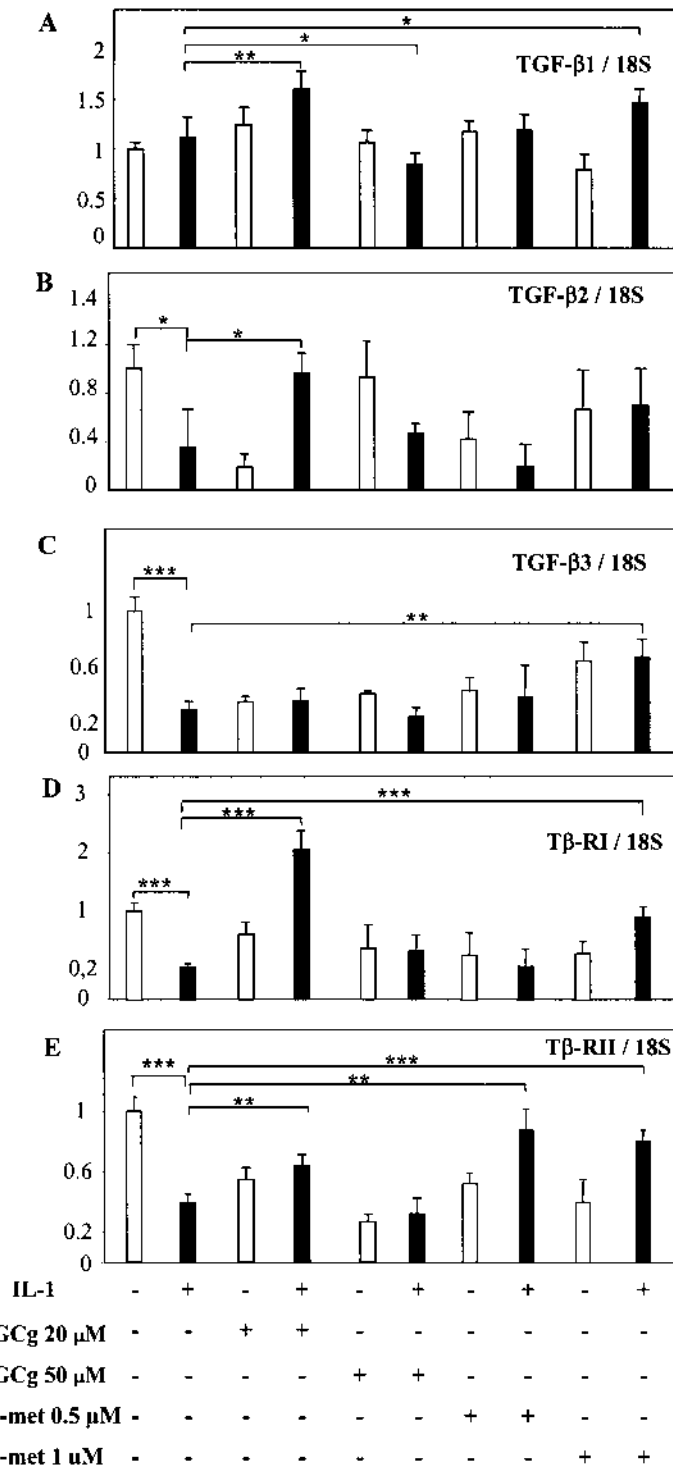 A
TGF-β1 / 18S
* * **
2
1.5
1
0.5
0
B
TGF-β2 / 18S
* *
1.4
1.2
0.8
0.4
0
C
TGF-β3 / 18S
*** **
1
0.6
0.2
0
D
Tβ-RI / 18S
*** *** ***
3
2
1
0,2
0
E
Tβ-RII / 18S
*** *** ** **
1
0.6
0.2
0
IL-1 - + - + - + - + - +
GCg 20 μM - - + + - - - - - -
GCg 50 μM - - - - + + - - - -
-met 0.5 μM - - - - - - + + - -
-met 1 uM - - - - - - - - + +